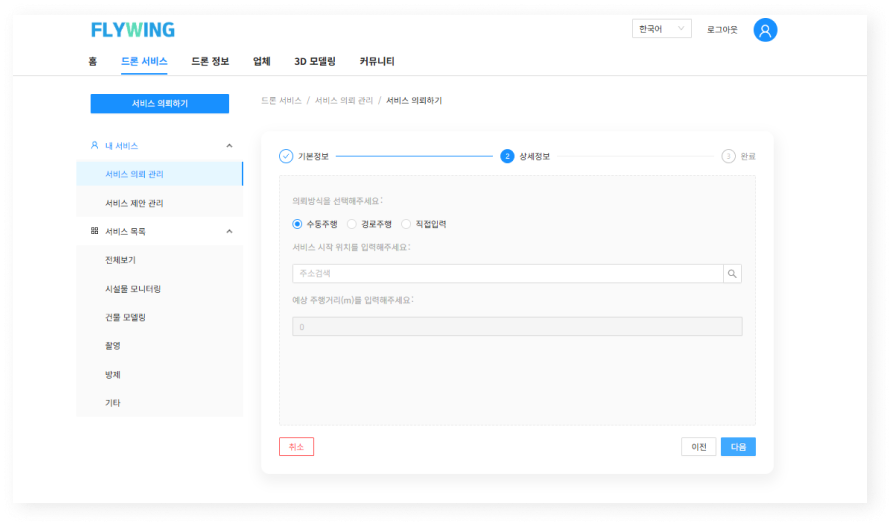 FLYWING
한국어
로그아웃
홈
드론 서비스
드론 정보
업체
3D 모델링
커뮤니티
서비스 의뢰하기
드론 서비스 / 서비스 의뢰 관리 / 서비스 의뢰하기
내 서비스
서비스 의뢰 관리
서비스 제안 관리
서비스 목록
전체보기
시설물 모니터링
건물 모델링
촬영
방제
기타
기본정보
2 상세정보
3 완료
의뢰방식을 선택해주세요:
수동주행
경로주행
직접입력
서비스 시작 위치를 입력해주세요:
주소검색
예상 주행거리(m)를 입력해주세요:
0
취소
이전
다음